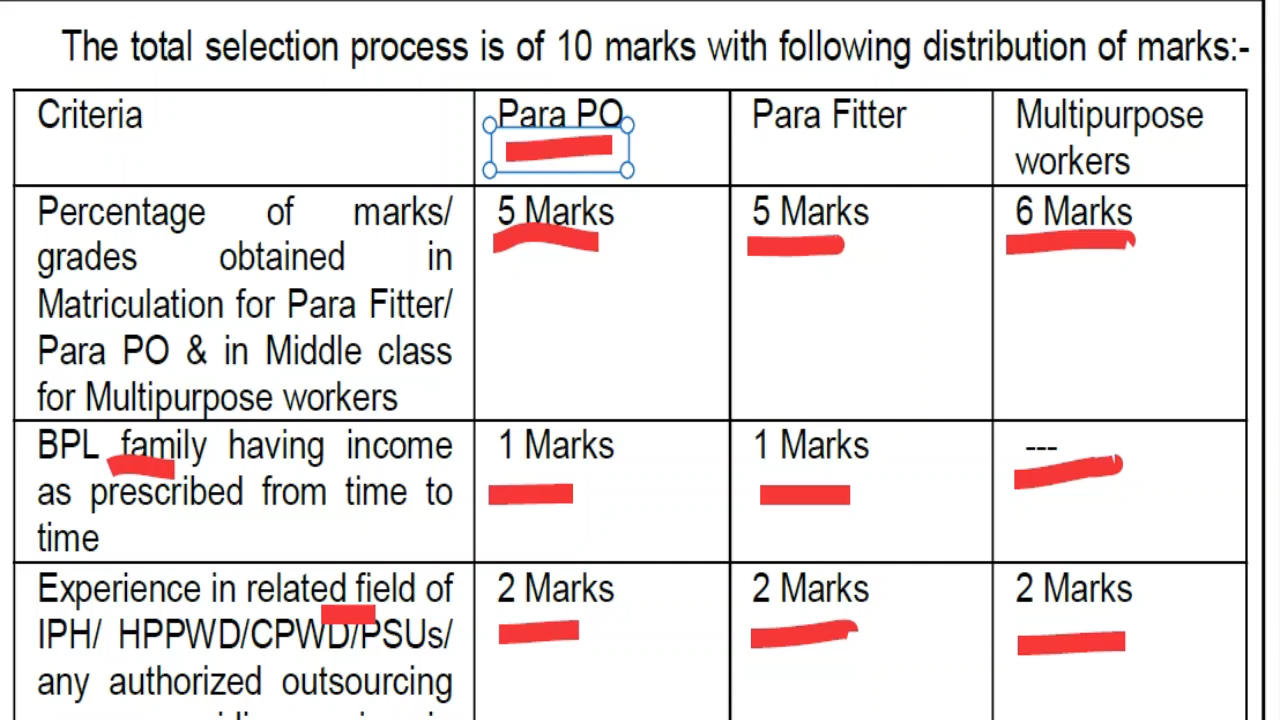 The total selection process is of 10 marks with following distribution of marks:-
Criteria
Para PO
Para Fitter
Multipurpose
workers
Percentage of marks/
grades obtained in
Matriculation for Para Fitter/
Para PO & in Middle class
for Multipurpose workers
5 Marks
5 Marks
6 Marks
BPL family having income
as prescribed from time to
time
1 Marks
1 Marks
---
Experience in related field of
IPH/ HPPWD/CPWD/PSUs/
any authorized outsourcing
2 Marks
2 Marks
2 Marks